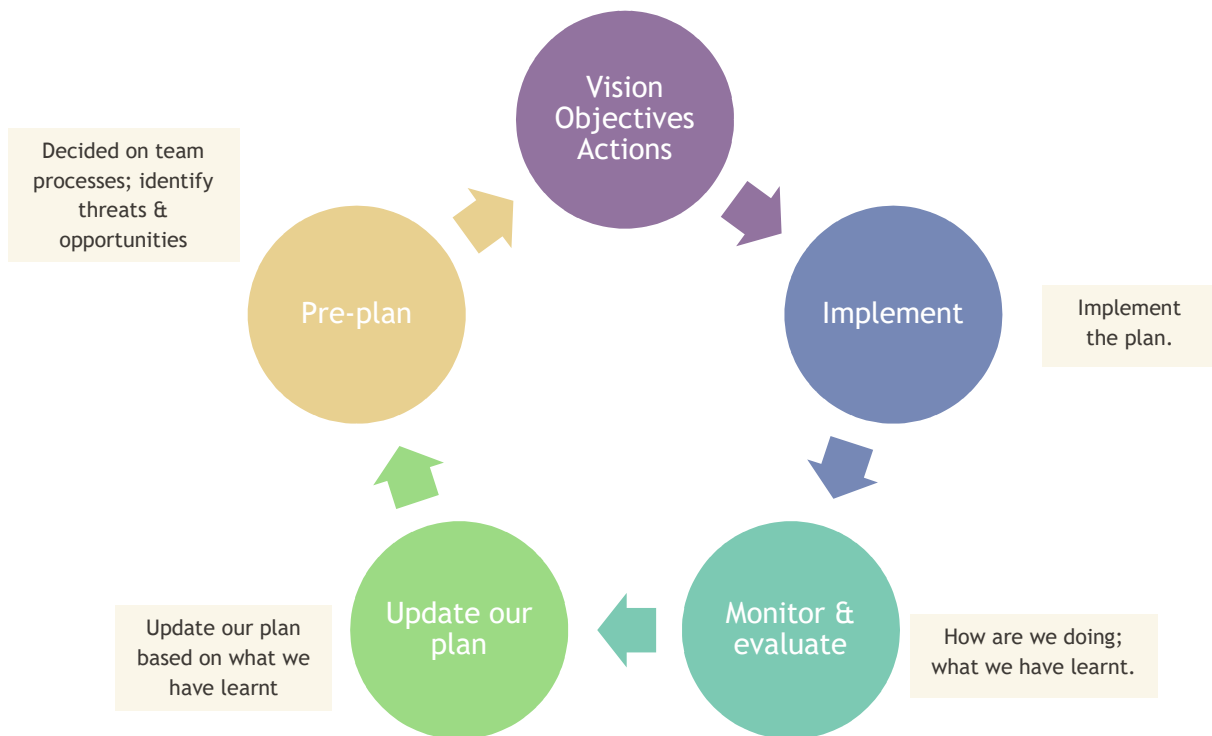 Vision
Objectives
Actions
Decided on team
processes; identify
threats &
opportunities
Pre-plan
Implement
Implement
the plan.
Update our
plan
Monitor &
evaluate
Update our plan
based on what we
have learnt
How are we doing;
what we have learnt.